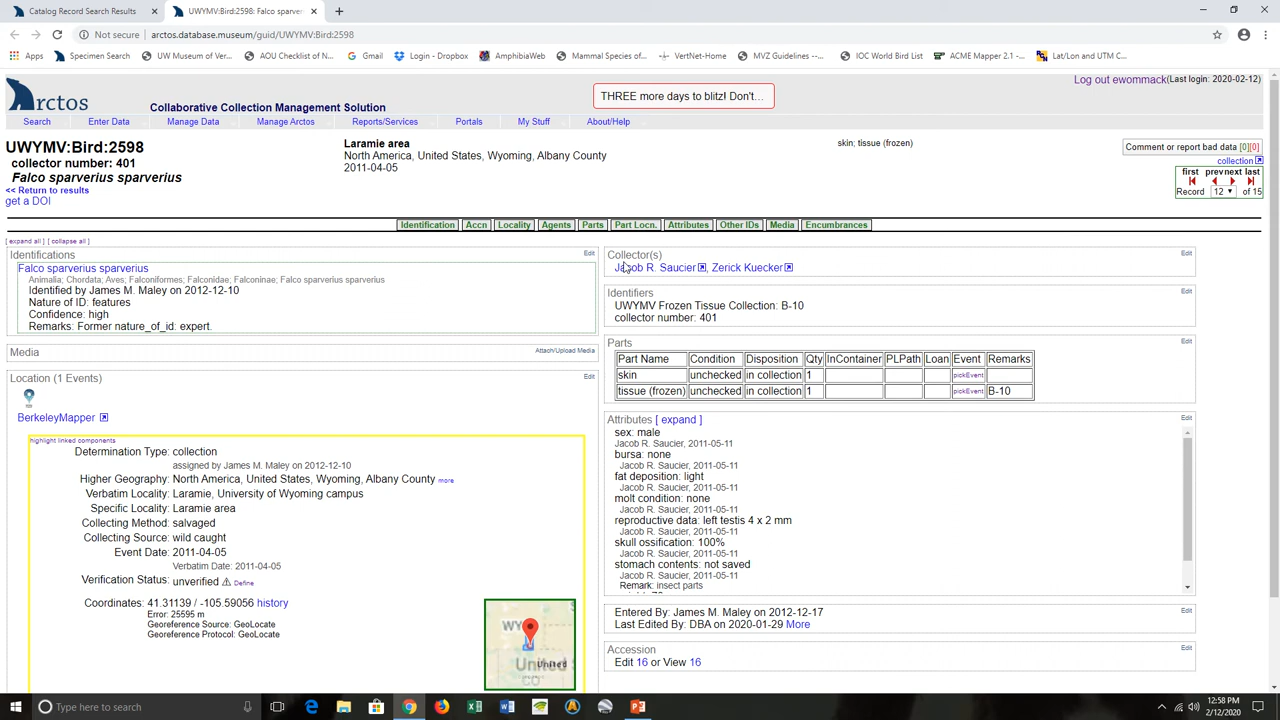 Catalog Record Search Results
UWYMV:Bird:2598: Falco sparver
Not secure | arctos.database.museum/guid/UWYMV:Bird:2598
Apps Specimen Search UW Museum of Ver... AOU Checklist of N... Gmail Login - Dropbox AmphibiaWeb Mammal Species of... VertNet-Home MVZ Guidelines --... IOC World Bird List ACME Mapper 2.1 -... Lat/Lon and UTM C...
Log out ewommack(Last login: 2020-02-12)
Arctos
Collaborative Collection Management Solution
THREE more days to blitz! Don't...
Search Enter Data Manage Data Manage Arctos Reports/Services Portals My Stuff About/Help
UWYMV:Bird:2598
collector number: 401
Falco sparverius sparverius
<< Return to results
get a DOI
Laramie area
North America, United States, Wyoming, Albany County
2011-04-05
skin; tissue (frozen)
Comment or report bad data [0][0]
collection
first prev next last
Record 12 of 15
Identification Accn Locality Agents Parts Part Locn. Attributes Other IDs Media Encumbrances
[ expand all ] [ collapse all ]
Identifications Edit
Falco sparverius sparverius
Animalia; Chordata; Aves; Falconiformes; Falconidae; Falconinae; Falco sparverius sparverius
Identified by James M. Maley on 2012-12-10
Nature of ID: features
Confidence: high
Remarks: Former nature_of_id: expert.
Media Attach/Upload Media
Location (1 Events) Edit
BerkeleyMapper
highlight linked components
Determination Type: collection
assigned by James M. Maley on 2012-12-10
Higher Geography: North America, United States, Wyoming, Albany County more
Verbatim Locality: Laramie, University of Wyoming campus
Specific Locality: Laramie area
Collecting Method: salvaged
Collecting Source: wild caught
Event Date: 2011-04-05
Verbatim Date: 2011-04-05
Verification Status: unverified Define
Coordinates: 41.31139 / -105.59056 history
Error: 25595 m
Georeference Source: GeoLocate
Georeference Protocol: GeoLocate
WY
United
CO
Collector(s) Edit
Jacob R. Saucier, Zerick Kuecker
Identifiers Edit
UWYMV Frozen Tissue Collection: B-10
collector number: 401
Parts Edit
Part Name Condition Disposition Qty InContainer PLPath Loan Event Remarks
skin unchecked in collection 1 pickEvent
tissue (frozen) unchecked in collection 1 pickEvent B-10
Attributes [ expand ] Edit
sex: male
Jacob R. Saucier, 2011-05-11
bursa: none
Jacob R. Saucier, 2011-05-11
fat deposition: light
Jacob R. Saucier, 2011-05-11
molt condition: none
Jacob R. Saucier, 2011-05-11
reproductive data: left testis 4 x 2 mm
Jacob R. Saucier, 2011-05-11
skull ossification: 100%
Jacob R. Saucier, 2011-05-11
stomach contents: not saved
Jacob R. Saucier, 2011-05-11
Remark: insect parts
Entered By: James M. Maley on 2012-12-17 Edit
Last Edited By: DBA on 2020-01-29 More
Accession Edit
Edit 16 or View 16
Type here to search
12:58 PM
2/12/2020